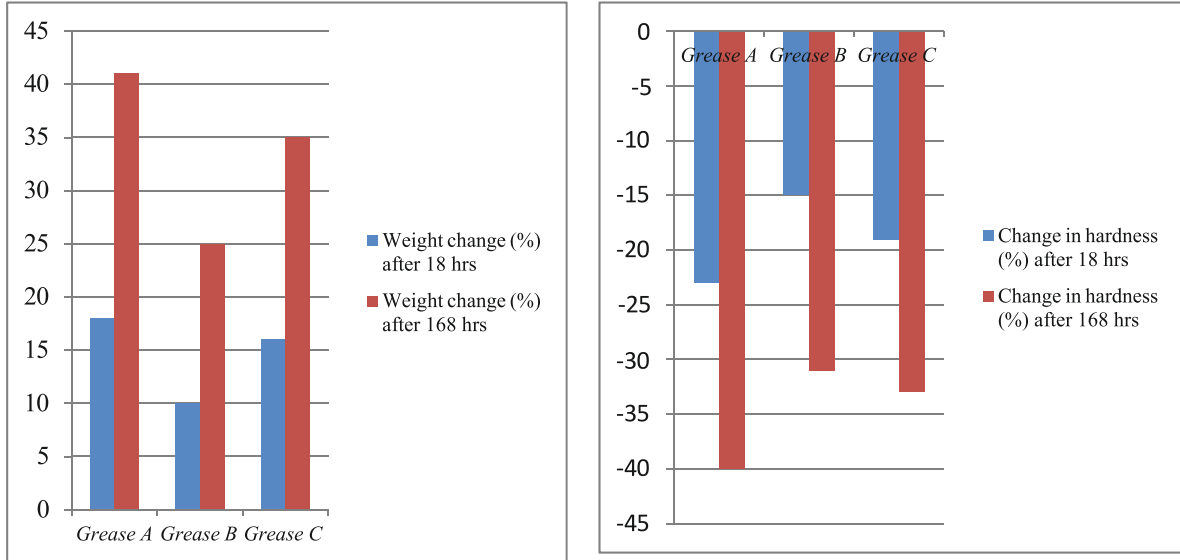 45
40
35
30
25
20
15
10
5
0
Grease A Grease B Grease C
Weight change (%)
after 18 hrs
Weight change (%)
after 168 hrs
0
-5
-10
-15
-20
-25
-30
-35
-40
-45
Grease A Grease B Grease C
Change in hardness
(%) after 18 hrs
Change in hardness
(%) after 168 hrs